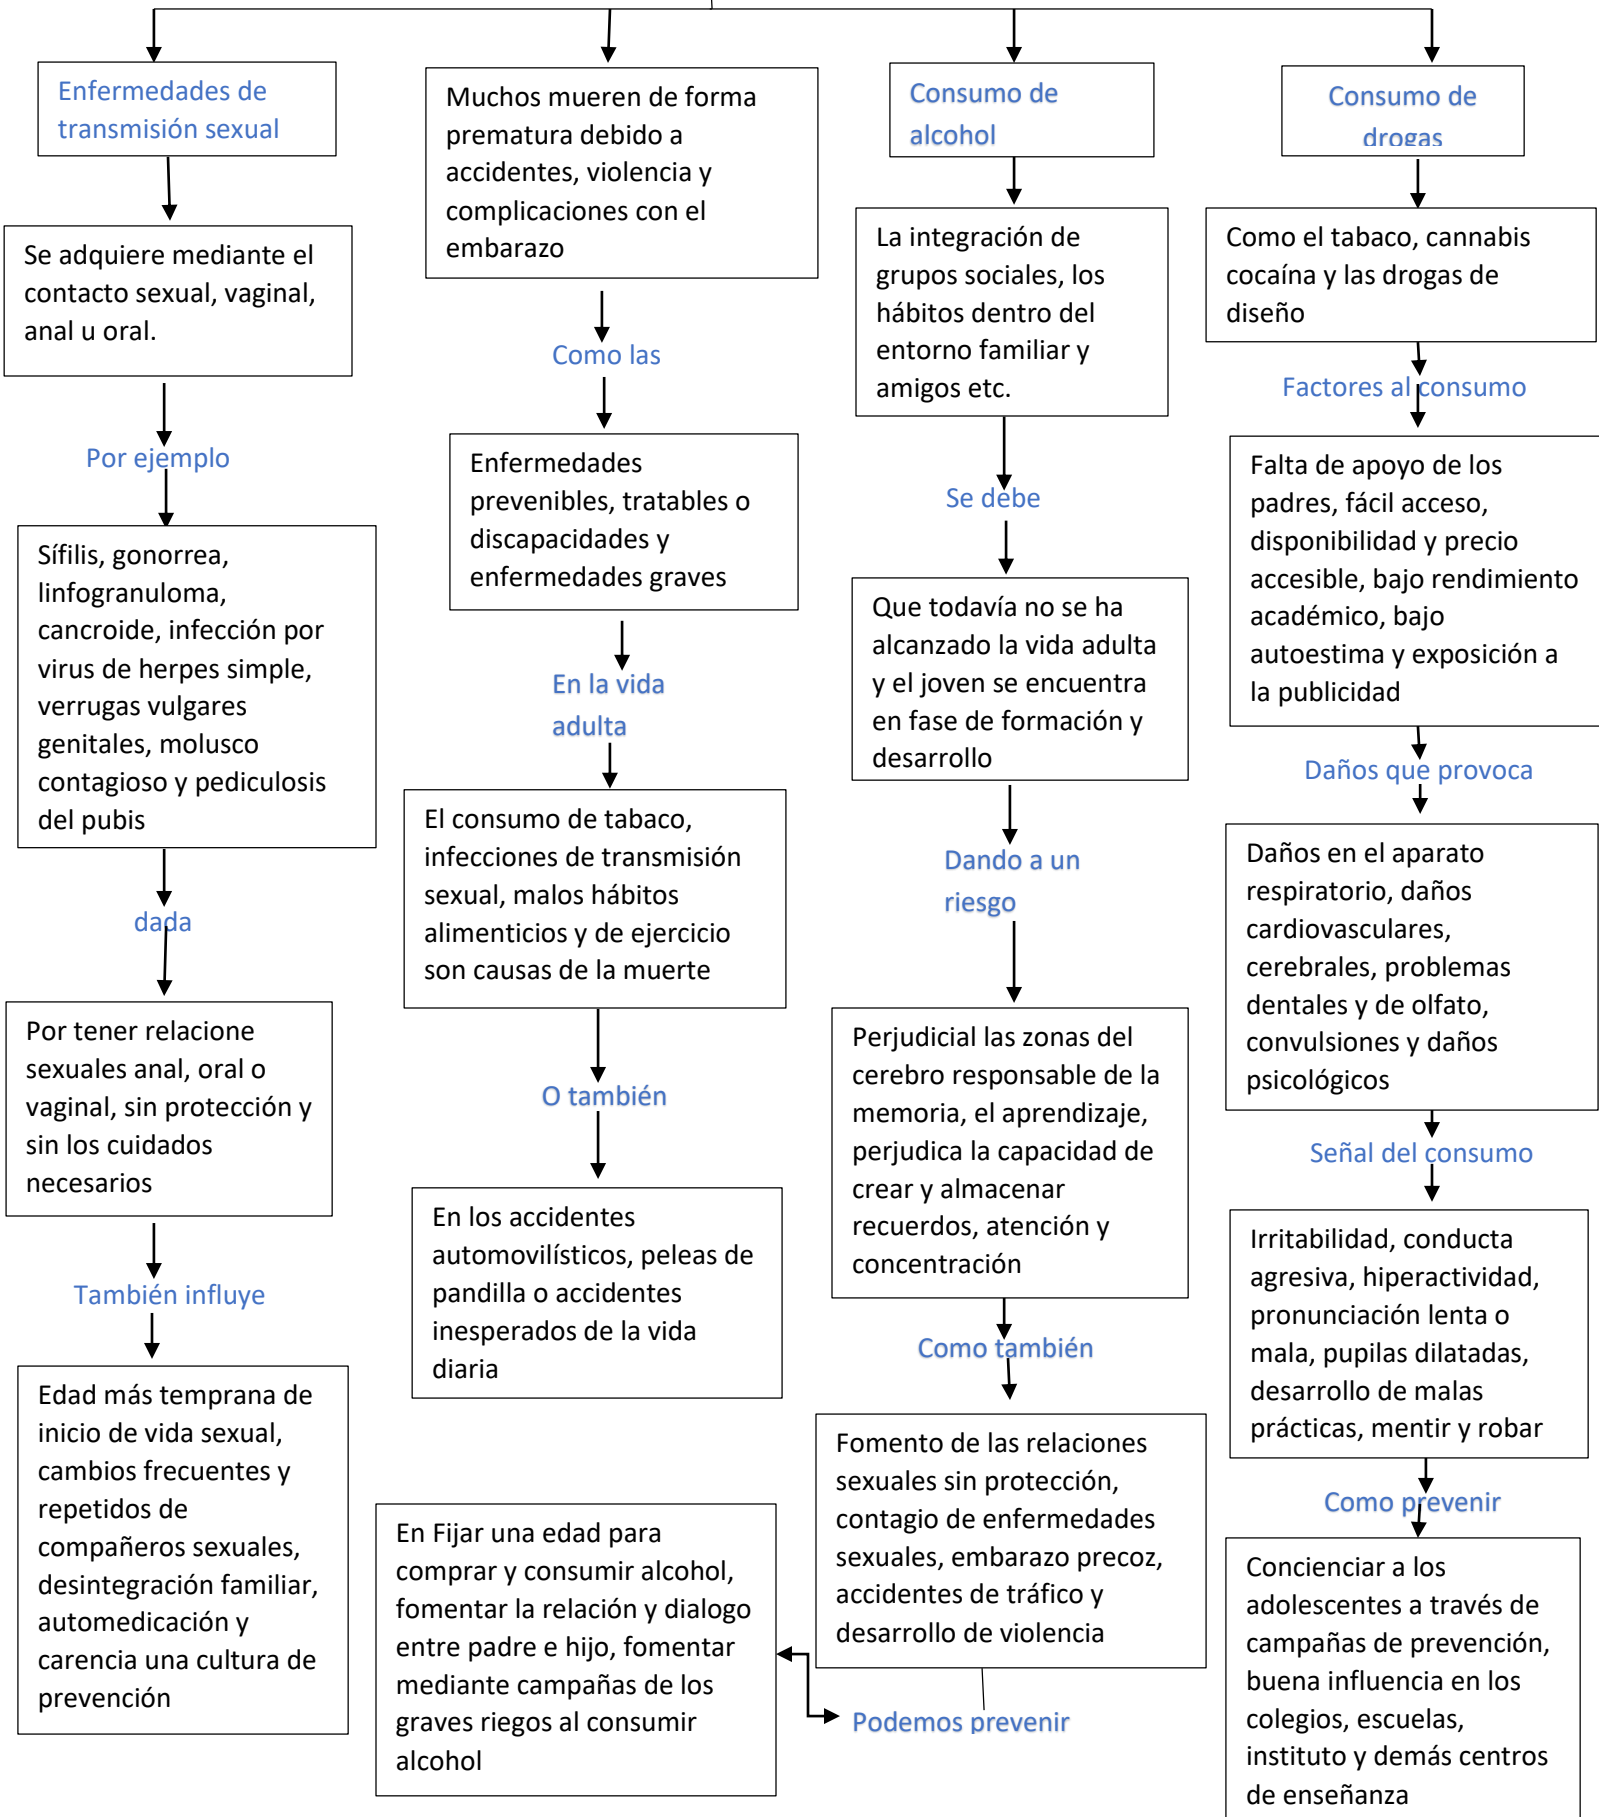 Enfermedades de
transmisión sexual
Se adquiere mediante el
contacto sexual, vaginal,
anal u oral.
Por ejemplo
Sífilis, gonorrea,
linfogranuloma,
cancroide, infección por
virus de herpes simple,
verrugas vulgares
genitales, molusco
contagioso y pediculosis
del pubis
dada
Por tener relacione
sexuales anal, oral o
vaginal, sin protección y
sin los cuidados
necesarios
También influye
Edad más temprana de
inicio de vida sexual,
cambios frecuentes y
repetidos de
compañeros sexuales,
desintegración familiar,
automedicación y
carencia una cultura de
prevención
Muchos mueren de forma
prematura debido a
accidentes, violencia y
complicaciones con el
embarazo
Como las
Enfermedades
prevenibles, tratables o
discapacidades y
enfermedades graves
En la vida
adulta
El consumo de tabaco,
infecciones de transmisión
sexual, malos hábitos
alimenticios y de ejercicio
son causas de la muerte
O también
En los accidentes
automovilísticos, peleas de
pandilla o accidentes
inesperados de la vida
diaria
Consumo de
alcohol
La integración de
grupos sociales, los
hábitos dentro del
entorno familiar y
amigos etc.
Se debe
Que todavía no se ha
alcanzado la vida adulta
y el joven se encuentra
en fase de formación y
desarrollo
Dando a un
riesgo
Perjudicial las zonas del
cerebro responsable de la
memoria, el aprendizaje,
perjudica la capacidad de
crear y almacenar
recuerdos, atención y
concentración
Como también
Fomento de las relaciones
sexuales sin protección,
contagio de enfermedades
sexuales, embarazo precoz,
accidentes de tráfico y
desarrollo de violencia
Podemos prevenir
En Fijar una edad para
comprar y consumir alcohol,
fomentar la relación y dialogo
entre padre e hijo, fomentar
mediante campañas de los
graves riegos al consumir
alcohol
Consumo de
drogas
Como el tabaco, cannabis
cocaína y las drogas de
diseño
Factores al consumo
Falta de apoyo de los
padres, fácil acceso,
disponibilidad y precio
accesible, bajo rendimiento
académico, bajo
autoestima y exposición a
la publicidad
Daños que provoca
Daños en el aparato
respiratorio, daños
cardiovasculares,
cerebrales, problemas
dentales y de olfato,
convulsiones y daños
psicológicos
Señal del consumo
Irritabilidad, conducta
agresiva, hiperactividad,
pronunciación lenta o
mala, pupilas dilatadas,
desarrollo de malas
prácticas, mentir y robar
Como prevenir
Concienciar a los
adolescentes a través de
campañas de prevención,
buena influencia en los
colegios, escuelas,
instituto y demás centros
de enseñanza